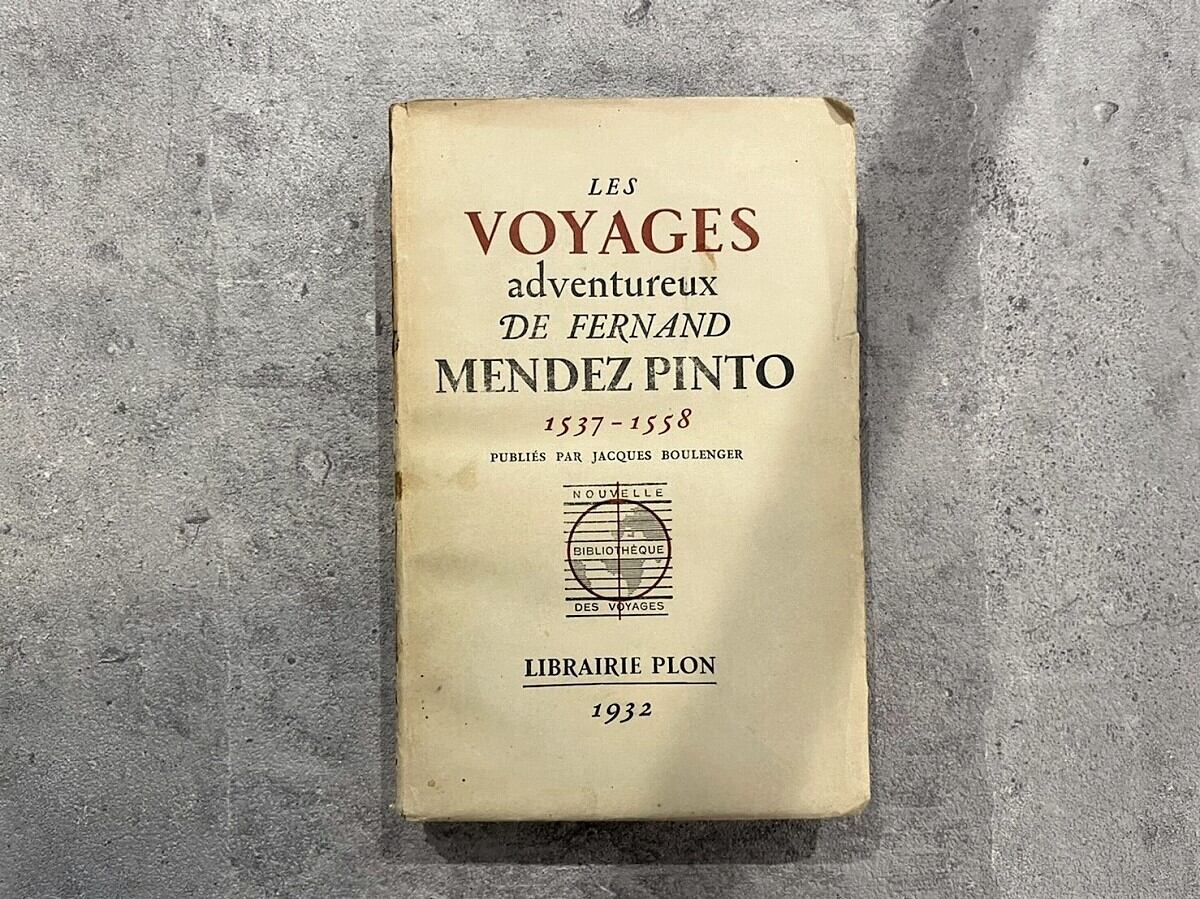 LES
VOYAGES
adventureux
DE FERNAND
MENDEZ PINTO
1537-1558
PUBLIÉS PAR JACQUES BOULENGER
NOUVELLE
BIBLIOTHÈQUE
DES VOYAGES
LIBRAIRIE PLON
1932